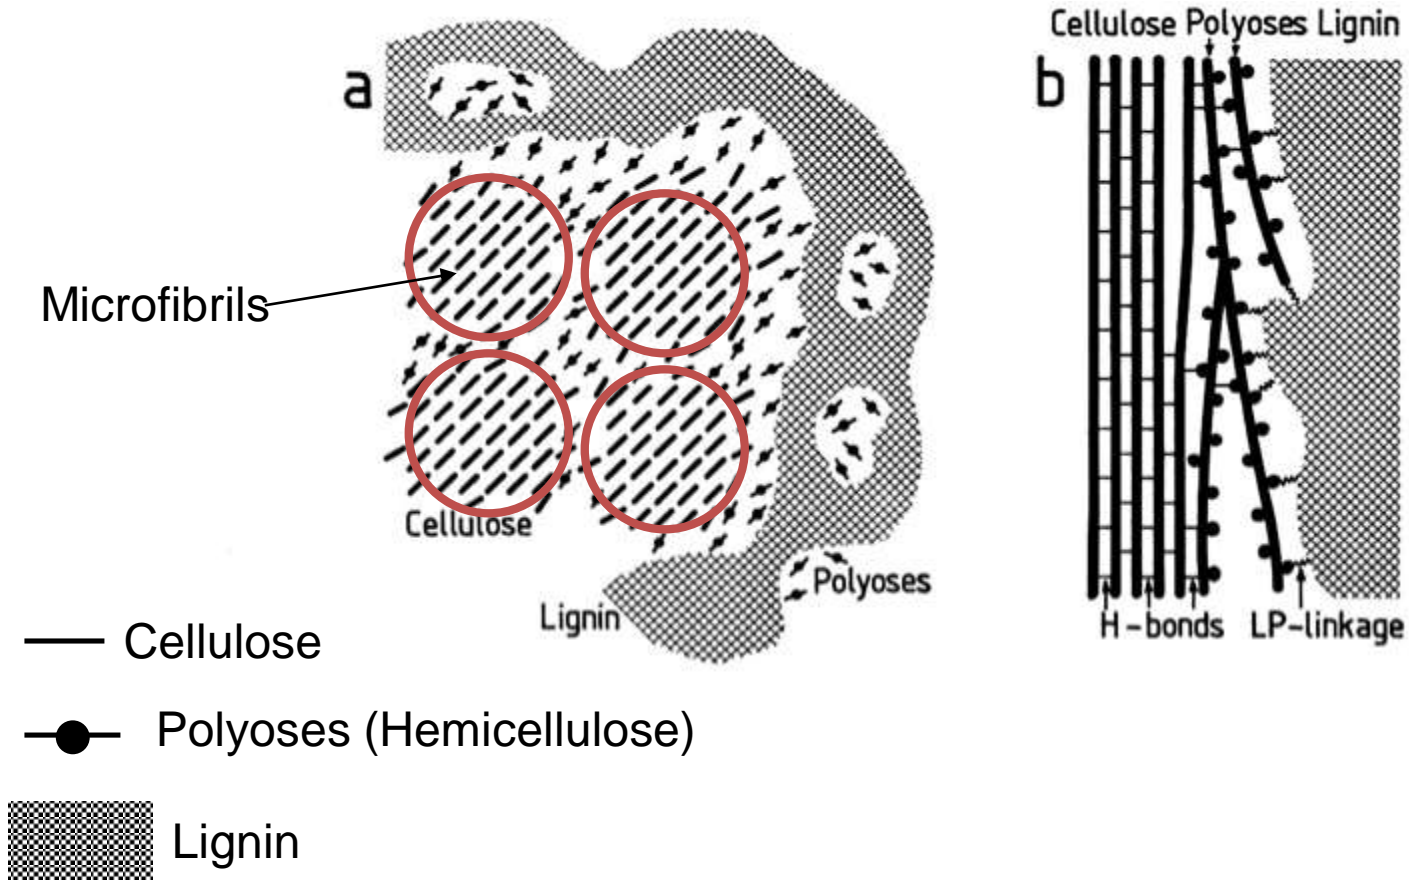 Cellulose Polyoses Lignin
a
b
Microfibrils
Cellulose
Polyoses
Lignin
H-bonds LP-linkage
Cellulose
Polyoses (Hemicellulose)
Lignin